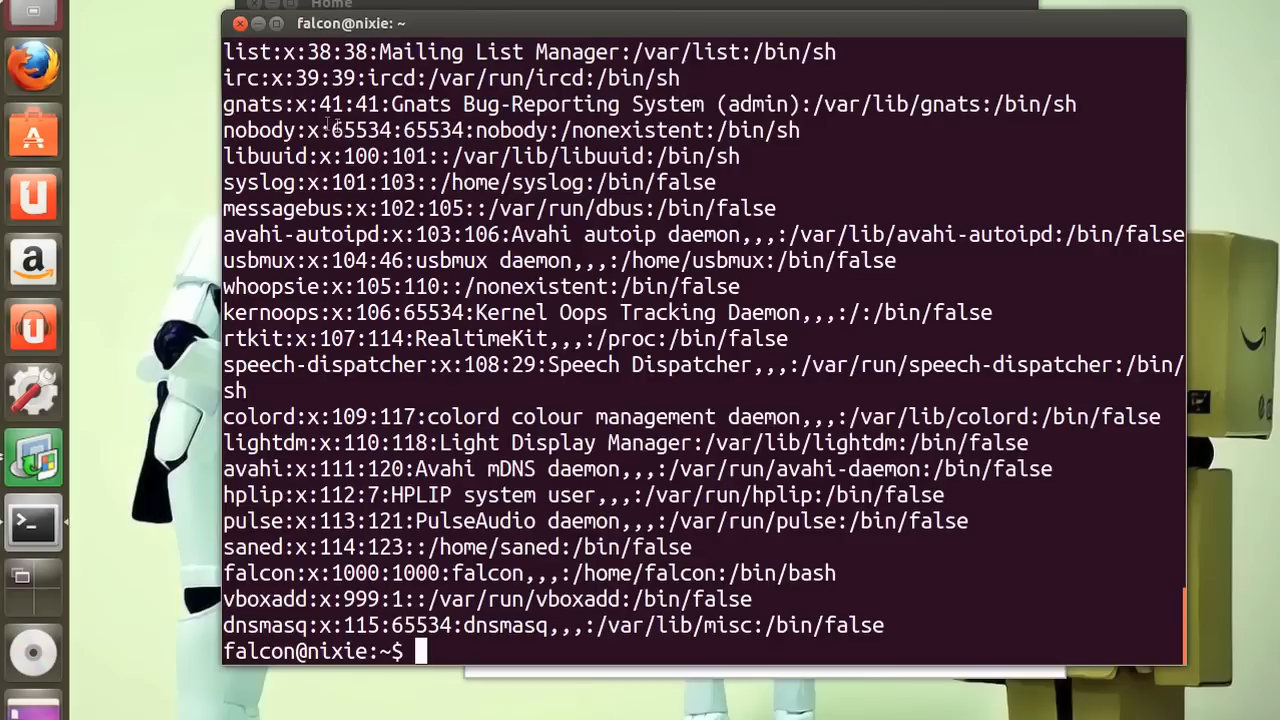 Home
falcon@nixie: ~
list:x:38:38:Mailing List Manager:/var/list:/bin/sh
irc:x:39:39:ircd:/var/run/ircd:/bin/sh
gnats:x:41:41:Gnats Bug-Reporting System (admin):/var/lib/gnats:/bin/sh
nobody:x:65534:65534:nobody:/nonexistent:/bin/sh
libuuid:x:100:101::/var/lib/libuuid:/bin/sh
syslog:x:101:103::/home/syslog:/bin/false
messagebus:x:102:105::/var/run/dbus:/bin/false
avahi-autoipd:x:103:106:Avahi autoip daemon,,,:/var/lib/avahi-autoipd:/bin/false
usbmux:x:104:46:usbmux daemon,,,:/home/usbmux:/bin/false
whoopsie:x:105:110::/nonexistent:/bin/false
kernoops:x:106:65534:Kernel Oops Tracking Daemon,,,:/:/bin/false
rtkit:x:107:114:RealtimeKit,,,:/proc:/bin/false
speech-dispatcher:x:108:29:Speech Dispatcher,,,:/var/run/speech-dispatcher:/bin/
sh
colord:x:109:117:colord colour management daemon,,,:/var/lib/colord:/bin/false
lightdm:x:110:118:Light Display Manager:/var/lib/lightdm:/bin/false
avahi:x:111:120:Avahi mDNS daemon,,,:/var/run/avahi-daemon:/bin/false
hplip:x:112:7:HPLIP system user,,,:/var/run/hplip:/bin/false
pulse:x:113:121:PulseAudio daemon,,,:/var/run/pulse:/bin/false
saned:x:114:123::/home/saned:/bin/false
falcon:x:1000:1000:falcon,,,:/home/falcon:/bin/bash
vboxadd:x:999:1::/var/run/vboxadd:/bin/false
dnsmasq:x:115:65534:dnsmasq,,,:/var/lib/misc:/bin/false
falcon@nixie:~$